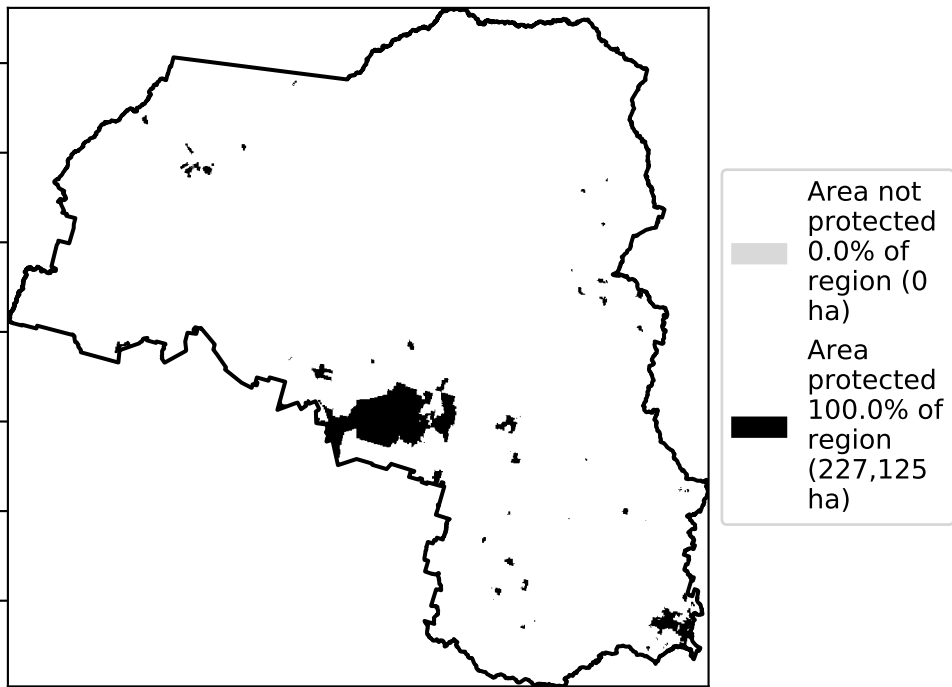 Area not
protected
0.0% of
region (0
ha)
Area
protected
100.0% of
region
(227,125
ha)